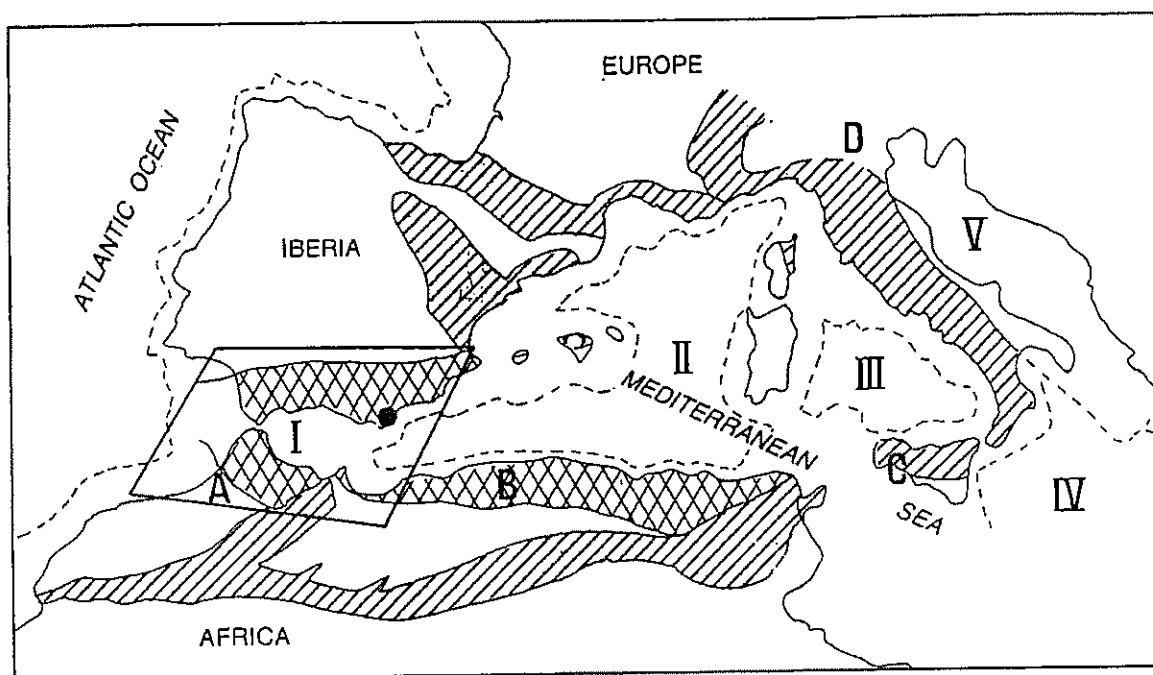 EUROPE
D
ATLANTIC OCEAN
IBERIA
V
II
III
MEDITERRANEAN
I
A
B
C
IV
SEA
AFRICA